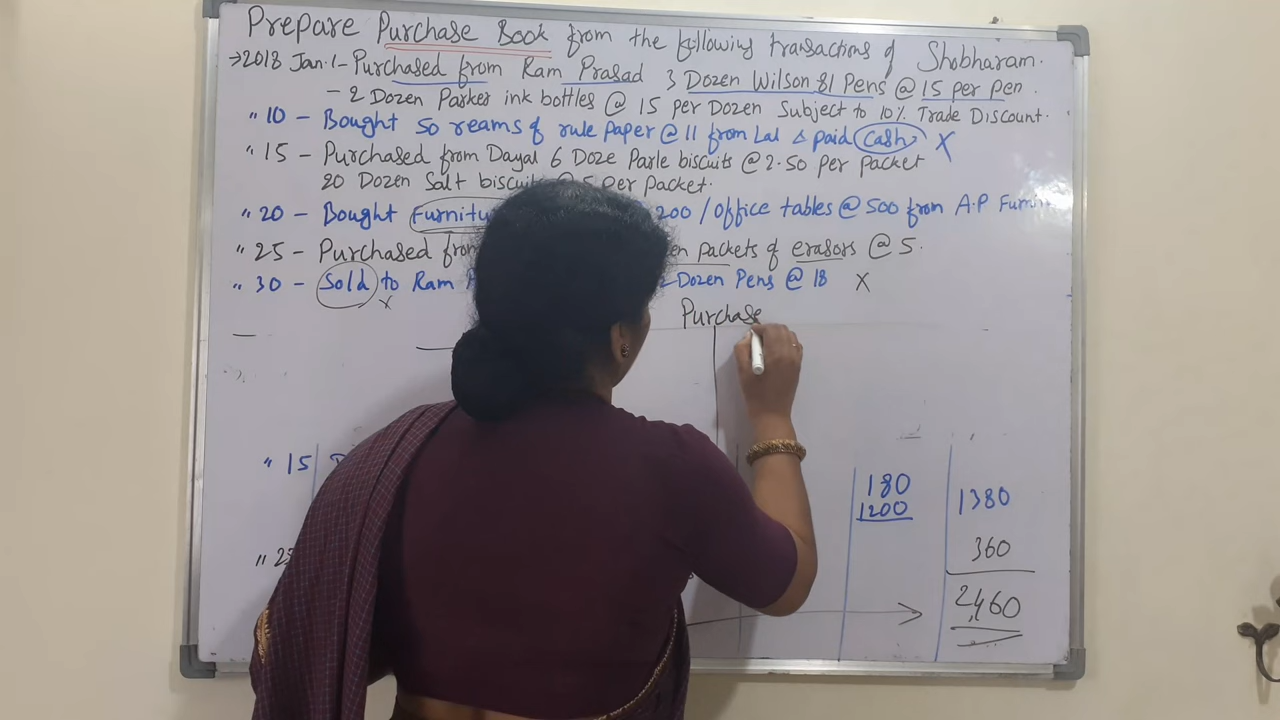 Prepare Purchase Book from the following transactions of Shobharam.
→2018 Jan.1- Purchased from Ram Prasad 3 Dozen Wilson 81 Pens @ 15 per pen.
- 2 Dozen Parker ink bottles @ 15 per Dozen Subject to 10% Trade Discount.
" 10 - Bought 50 reams of rule paper @ 11 from Lal & paid Cash X
" 15 - Purchased from Dayal 6 Doze Parle biscuits @ 2.50 per packet
20 Dozen Salt biscuits @ 5 per packet.
" 20 - Bought 200 / office tables @ 500 from A.P
" 25 - Purchased from packets of erasors @ 5.
" 30 - Sold to Ram Dozen Pens @ 18 X
X
Purchase
" 15
180
1200 1380
360
2,460